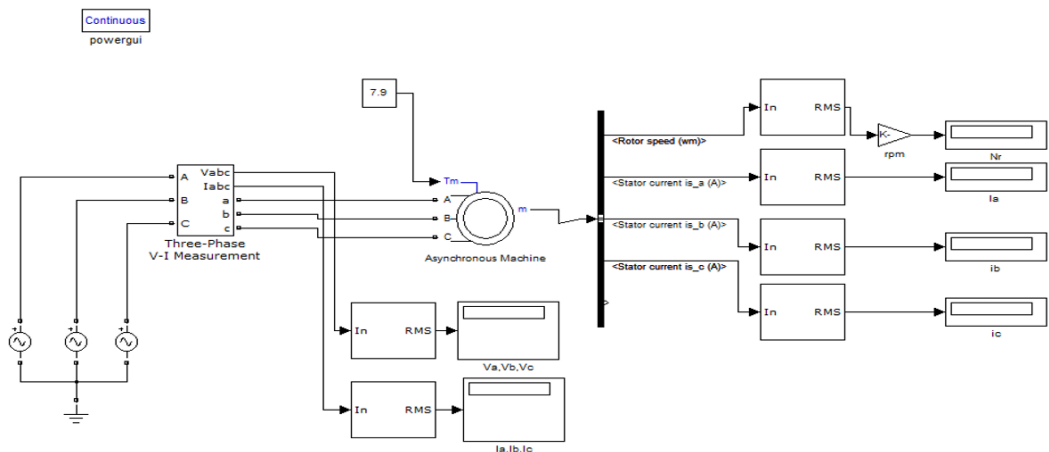 Continuous
powergui
7.9
In RMS
K-
rpm
Nr
<Rotor speed (wm)>
A
B
C
Vabc
Iabc
a
b
c
Three-Phase
V-I Measurement
Tm
A
B
C
m
Asynchronous Machine
<Stator current is_a (A)>
In RMS
Ia
<Stator current is_b (A)>
In RMS
ib
<Stator current is_c (A)>
In RMS
ic
In RMS
Va,Vb,Vc
In RMS
Ia,Ib,Ic
+
+
+